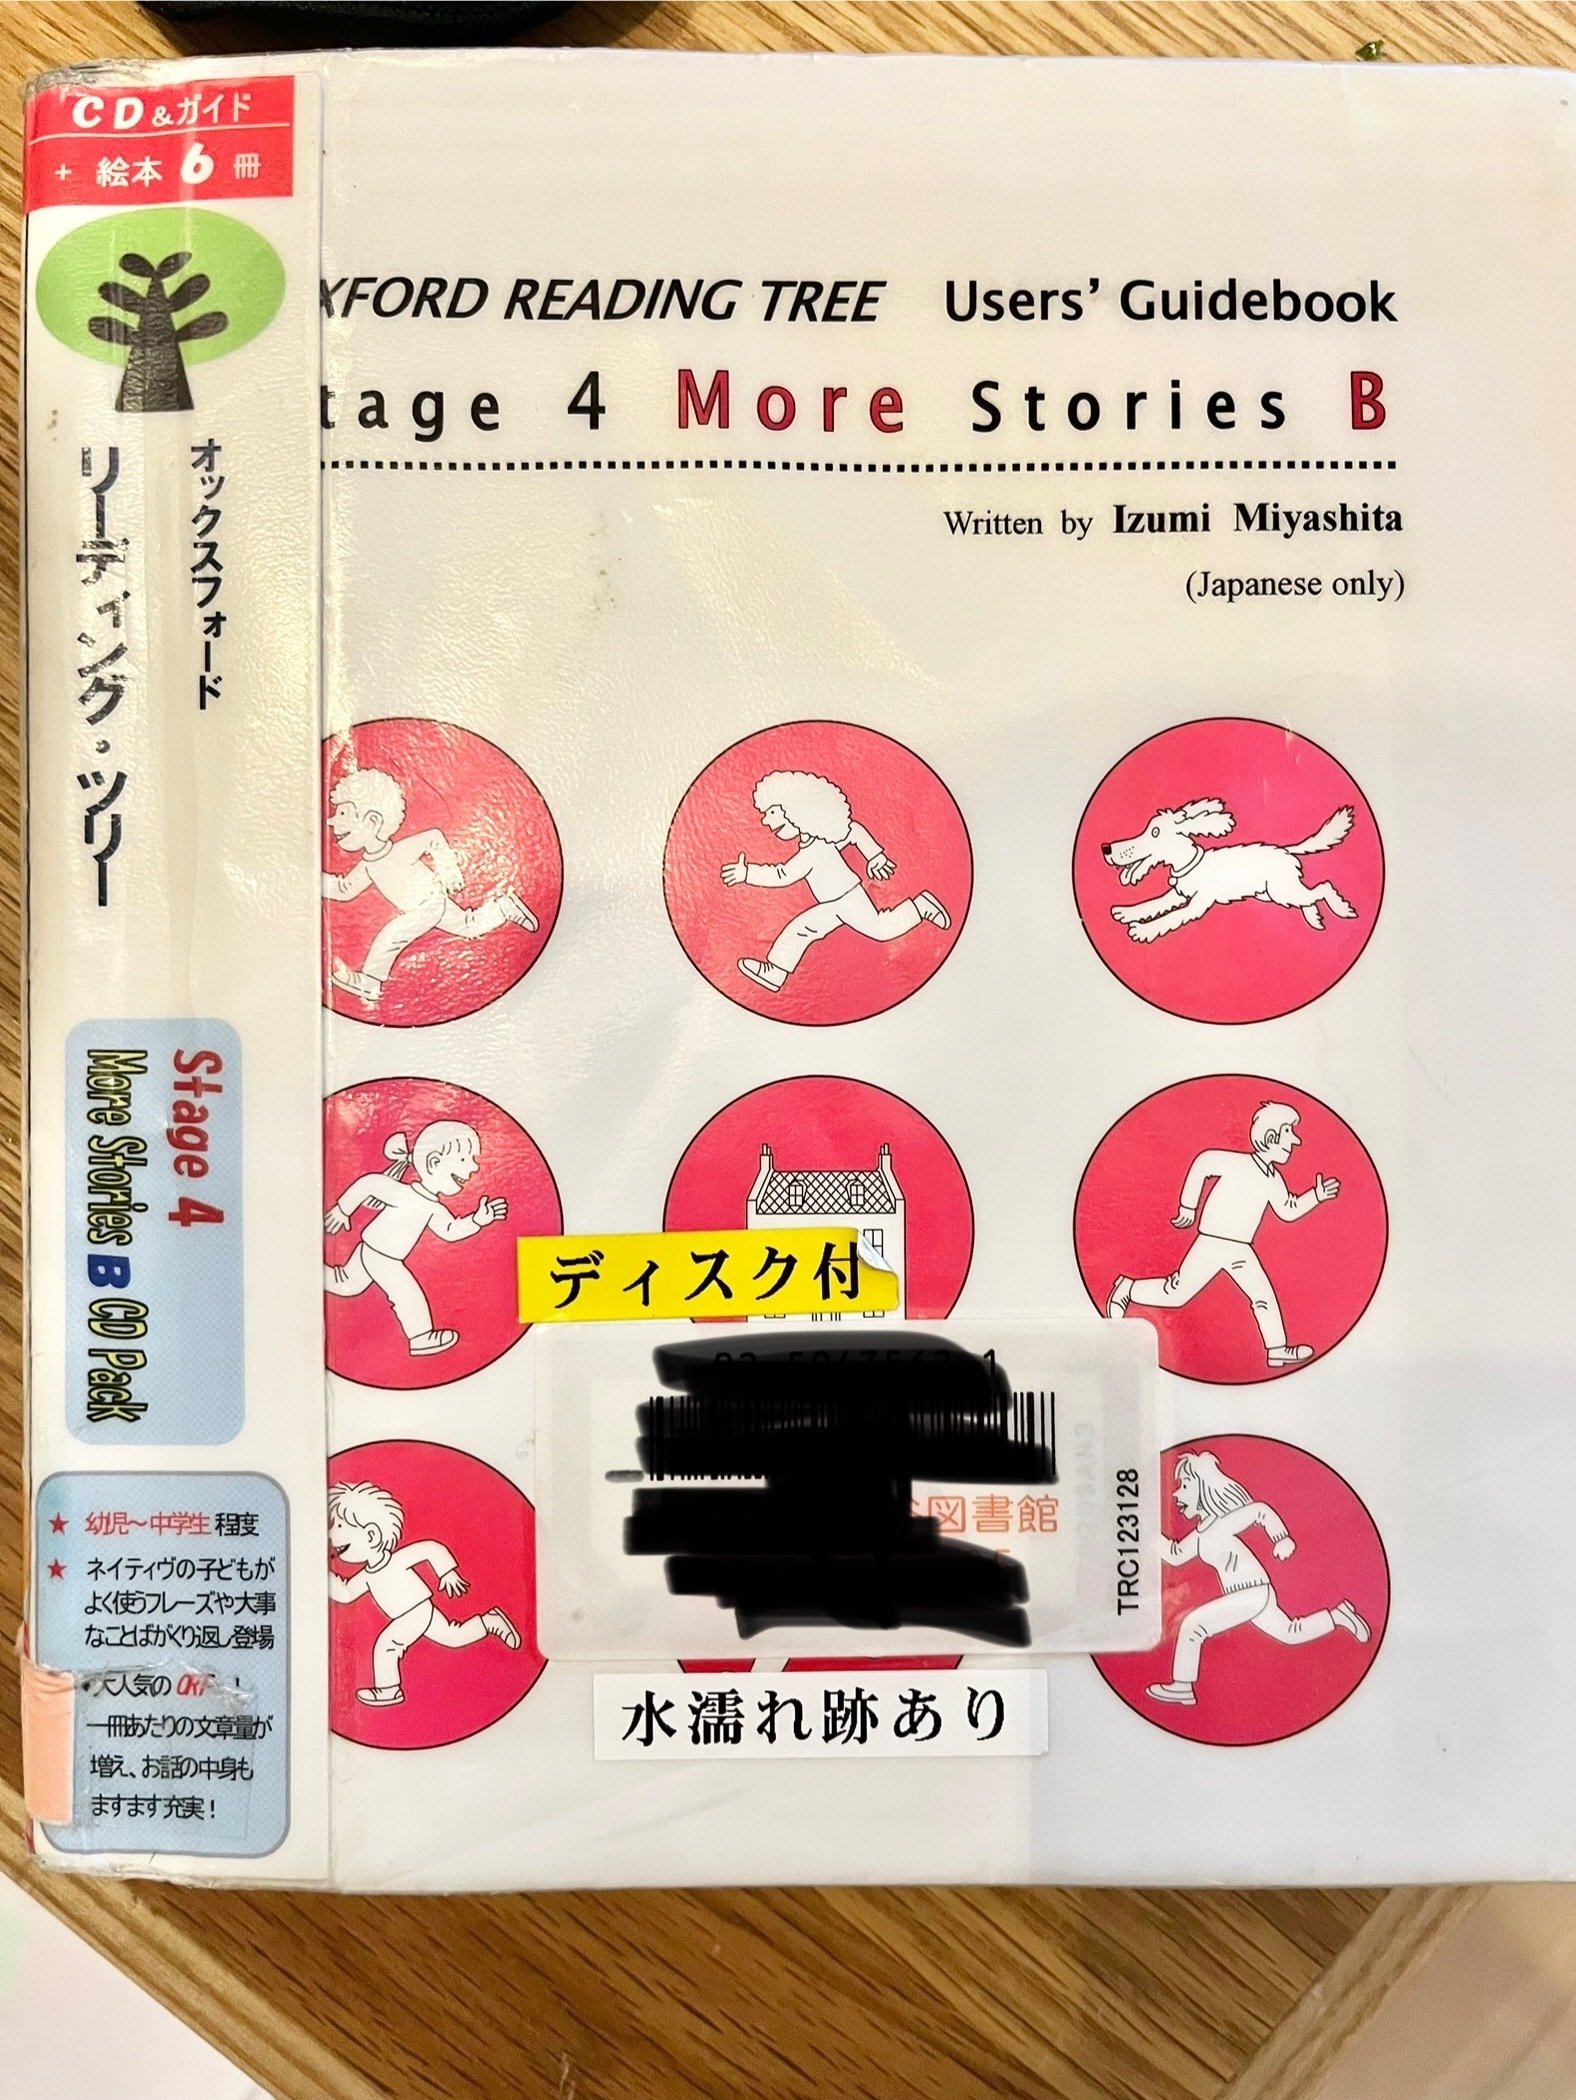 CD&ガイド
+ 絵本 6 冊
オックスフォード
リーディング・ツリー
Stage 4
More Stories B CD Pack
★ 幼児~中学生 程度
★ ネイティヴの子どもが
よく使うフレーズや大事
なことばがくり返し登場
大人気の ORT
一冊あたりの文章量が
増え、お話の中身も
ますます充実!
XFORD READING TREE Users' Guidebook
tage 4 More Stories B
Written by Izumi Miyashita
(Japanese only)
ディスク付
図書館
TRC123128
水濡れ跡あり